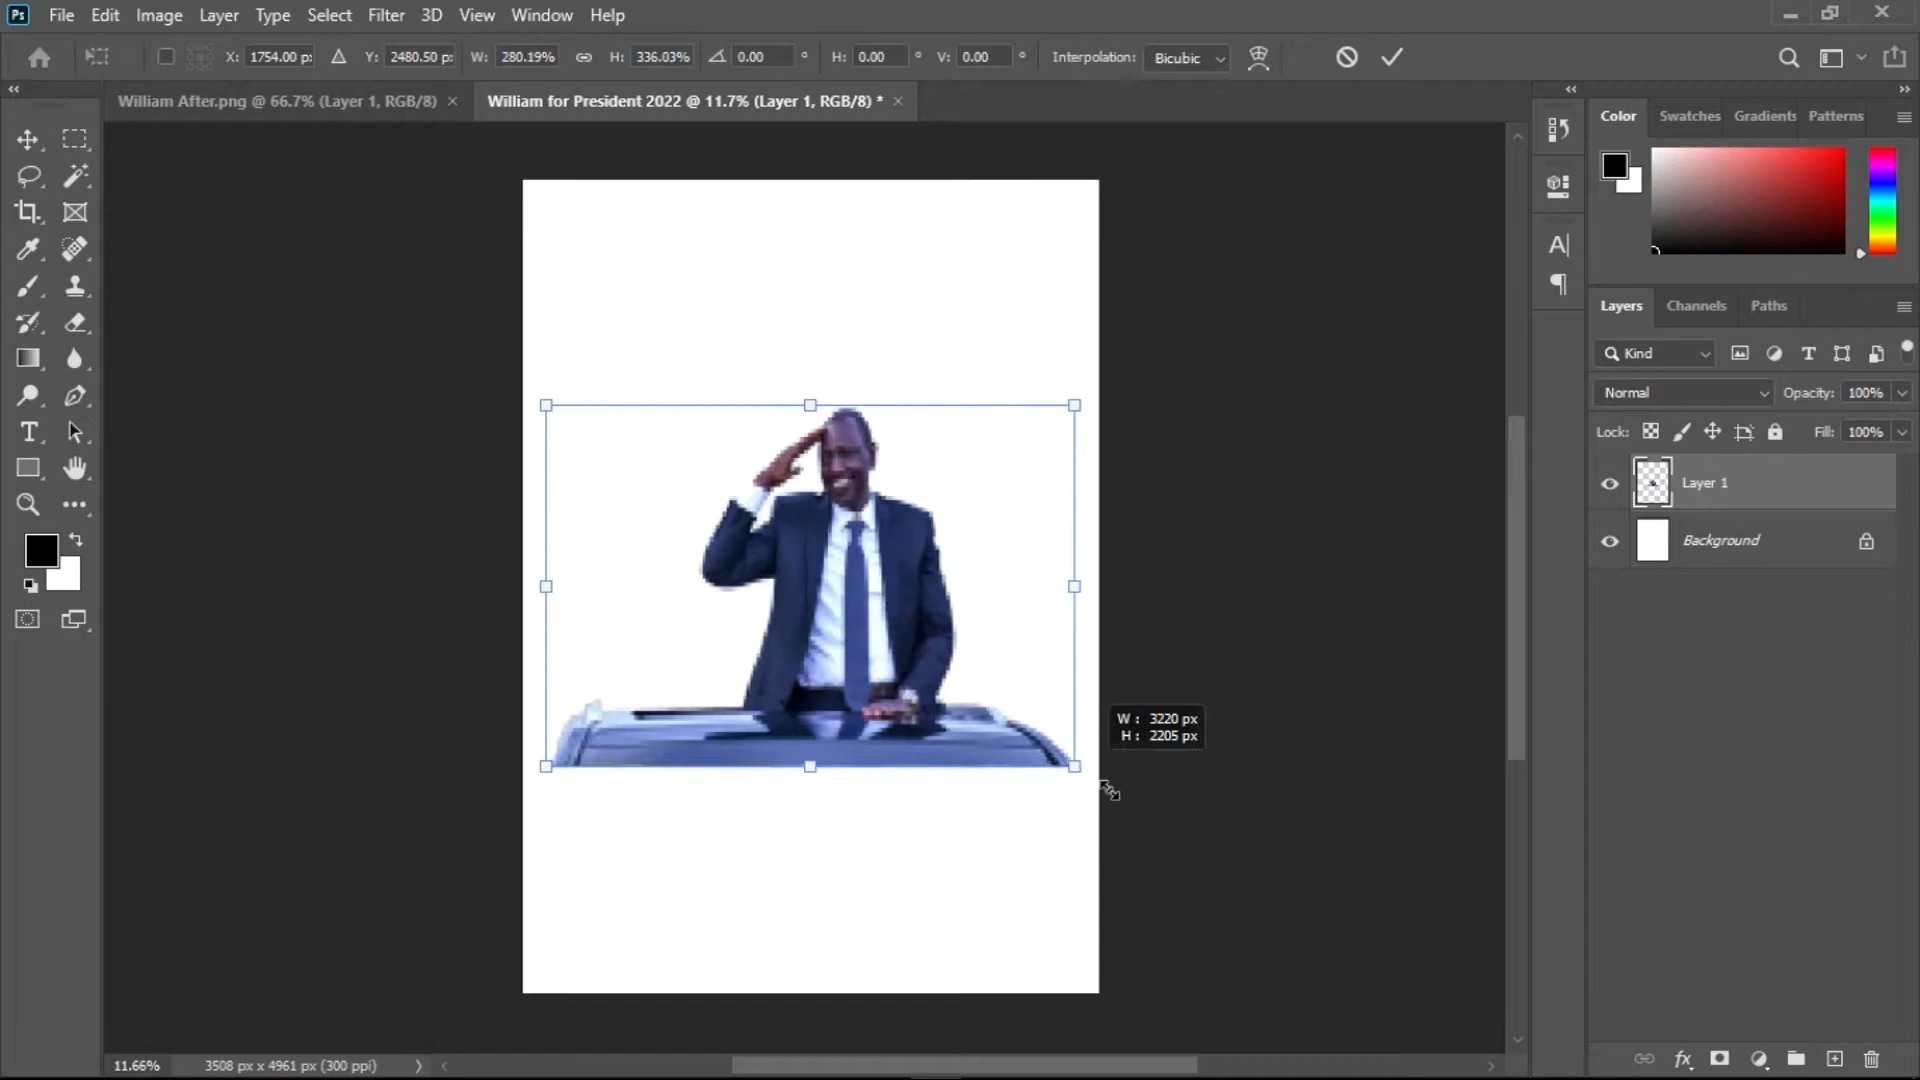 Ps File Edit Image Layer Type Select Filter 3D View Window Help
X: 1754.00 p: Y: 2480.50 p: W: 280.19% H: 336.03% 0.00 ° H: 0.00 ° V: 0.00 ° Interpolation: Bicubic
William After.png @ 66.7% (Layer 1, RGB/8) × William for President 2022 @ 11.7% (Layer 1, RGB/8) * ×
Color Swatches Gradients Patterns
Layers Channels Paths
Kind
Normal Opacity: 100%
Lock: Fill: 100%
Layer 1
Background
W : 3220 px
H : 2205 px
11.66% 3508 px x 4961 px (300 ppi)
fx